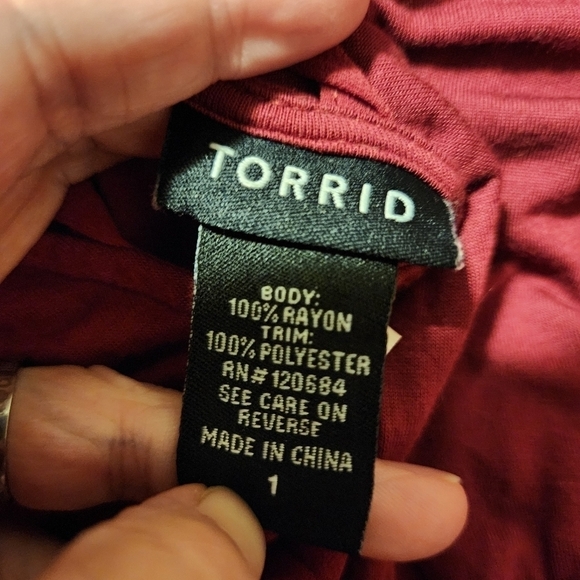 TORRID
BODY:
100% RAYON
TRIM:
100% POLYESTER
RN# 120684
SEE CARE ON
REVERSE
MADE IN CHINA
1